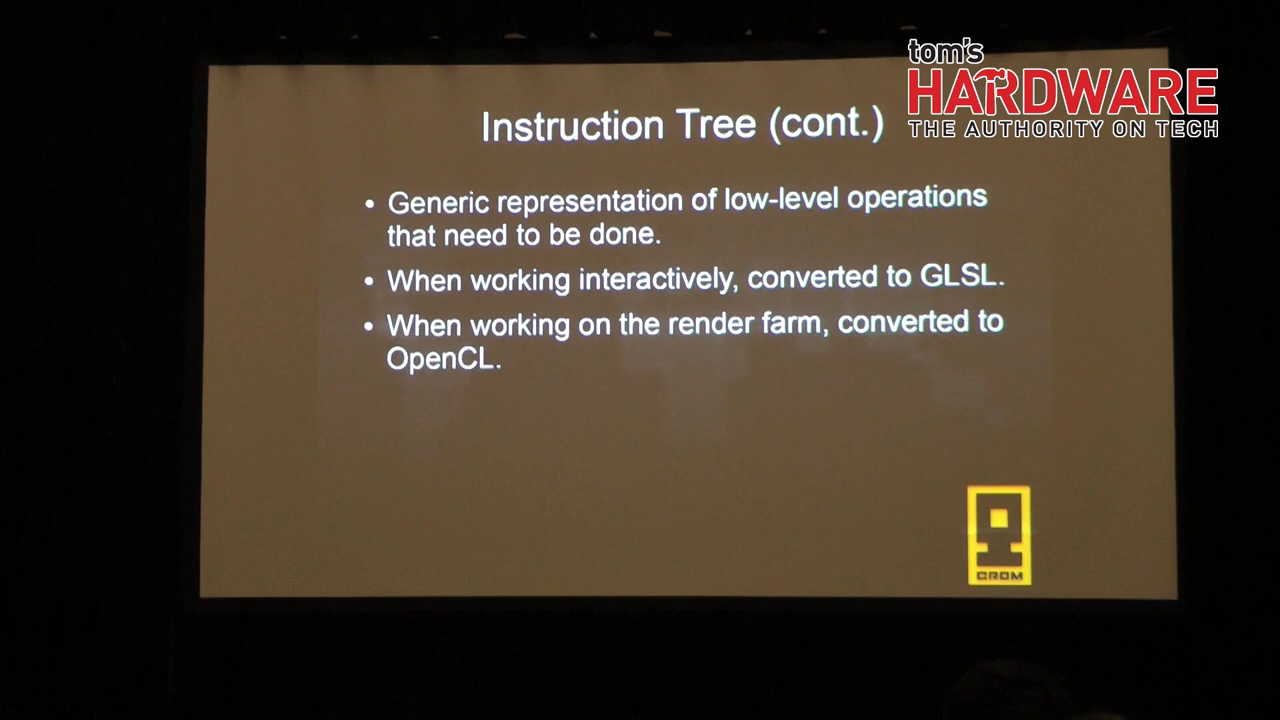 tom's
HARDWARE
THE AUTHORITY ON TECH
Instruction Tree (cont.)
• Generic representation of low-level operations
that need to be done.
• When working interactively, converted to GLSL.
• When working on the render farm, converted to
OpenCL.
CROM